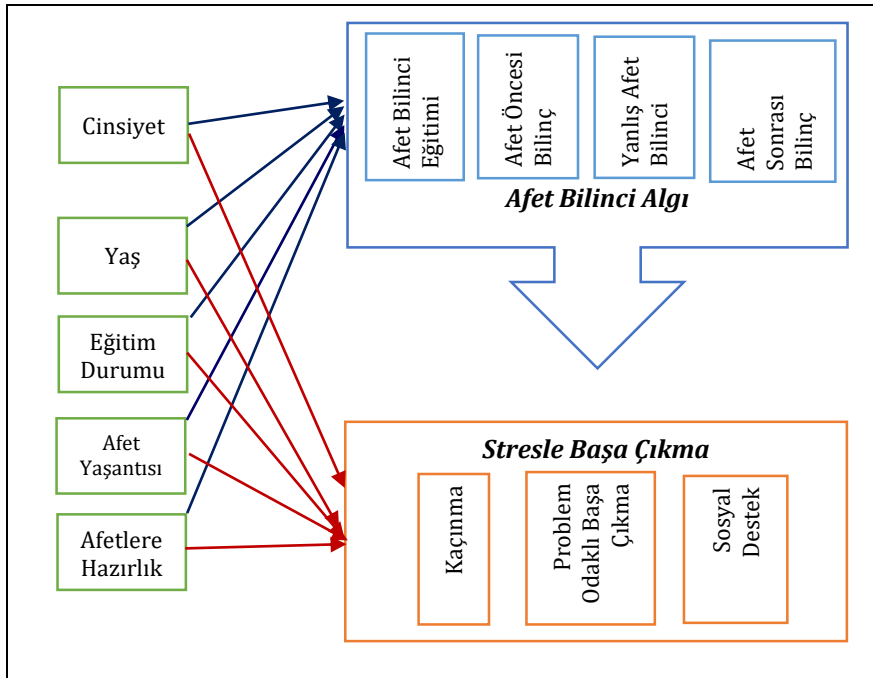 Cinsiyet
Yaş
Eğitim
Durumu
Afet
Yaşantısı
Afetlere
Hazırlık
Afet Bilinci
Eğitimi
Afet Öncesi
Bilinç
Yanlış Afet
Bilinci
Afet
Sonrası
Bilinç
Afet Bilinci Algı
Stresle Başa Çıkma
Kaçınma
Problem
Odaklı Başa
Çıkma
Sosyal
Destek